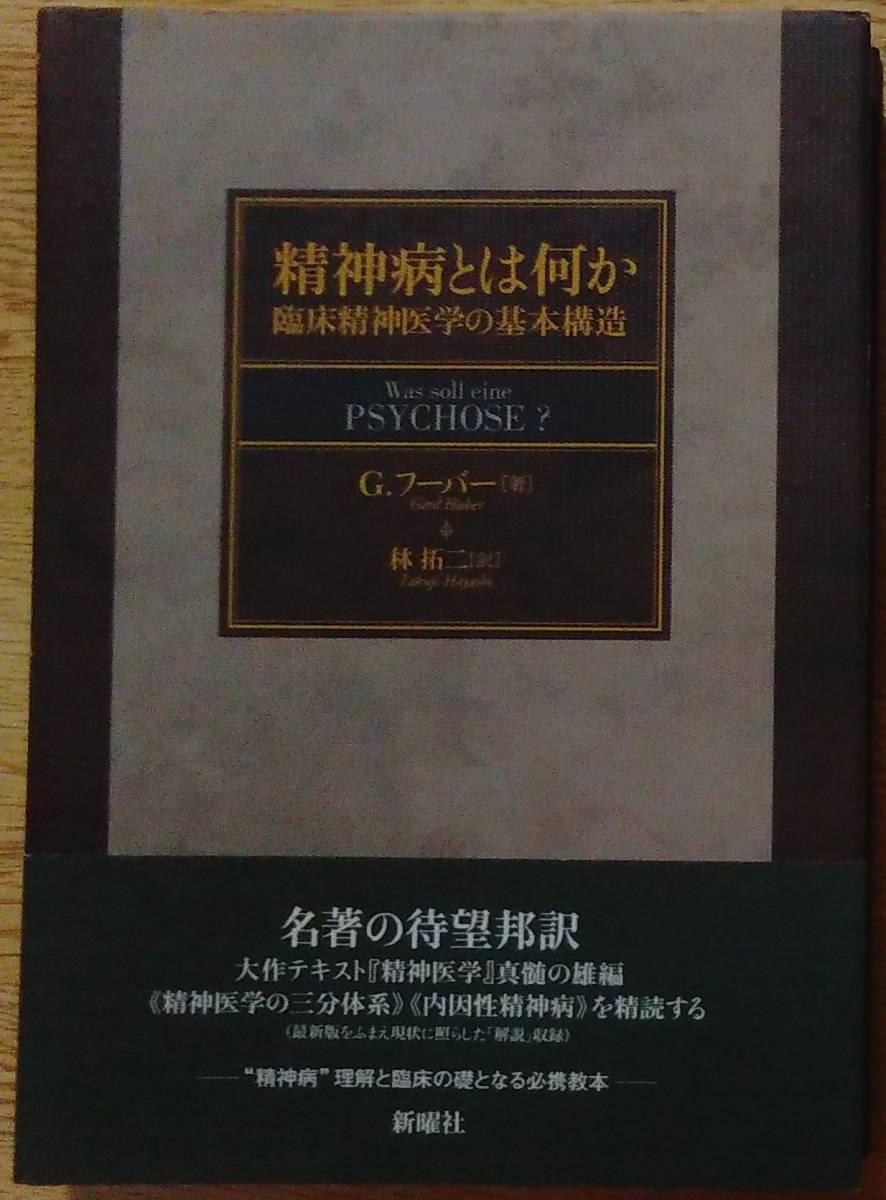 精神病とは何か
臨床精神医学の基本構造
Was soll eine
PSYCHOSE ?
G.フーバー[著]
Gerd Huber
林 拓二[訳]
Takuji Hayashi
名著の待望邦訳
大作テキスト『精神医学』真髄の雄編
《精神医学の三分体系》《内因性精神病》を精読する
(最新版をふまえ現状に照らした「解説」収録)
“精神病”理解と臨床の礎となる必携教本
新曜社